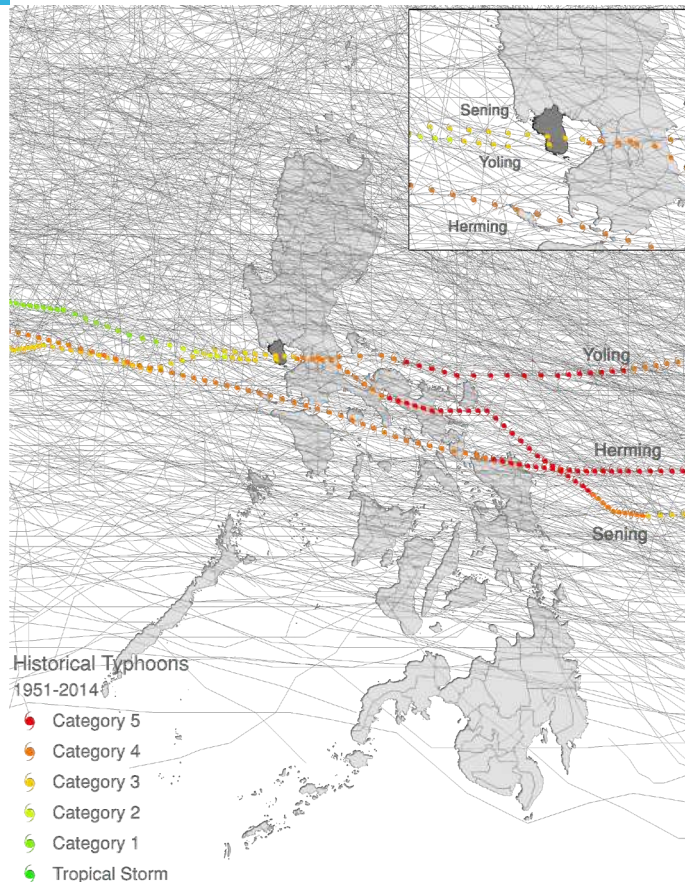 Sening
Yoling
Herming
Yoling
Herming
Sening
Historical Typhoons
1951-2014
Category 5
Category 4
Category 3
Category 2
Category 1
Tropical Storm